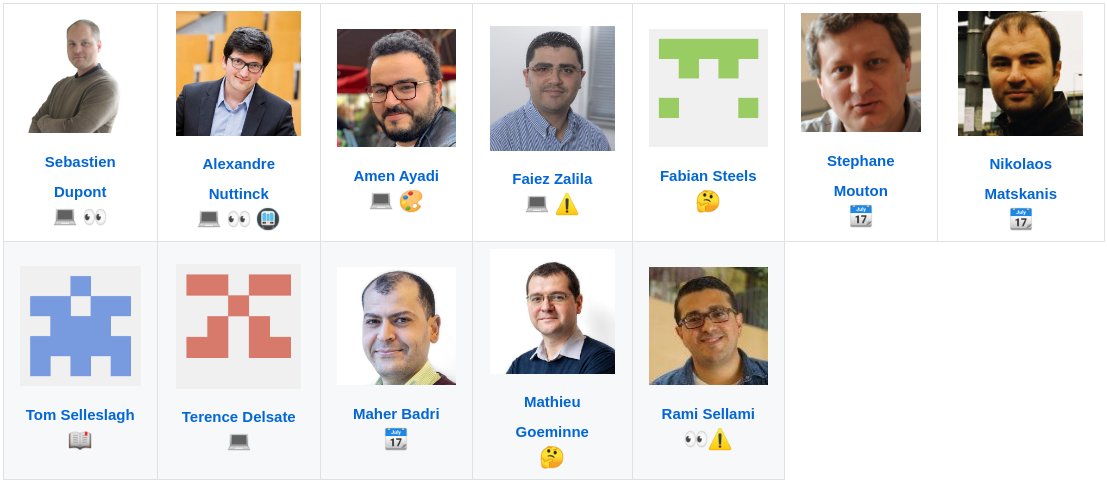 Sebastien
Dupont
💻 👀
Alexandre
Nuttinck
💻 👀 🚇
Amen Ayadi
💻 🎨
Faiez Zalila
💻 ⚠️
Fabian Steels
🤔
Stephane
Mouton
📆
Nikolaos
Matskanis
📆
Tom Selleslagh
📖
Terence Delsate
💻
Maher Badri
📆
Mathieu
Goeminne
🤔
Rami Sellami
👀⚠️